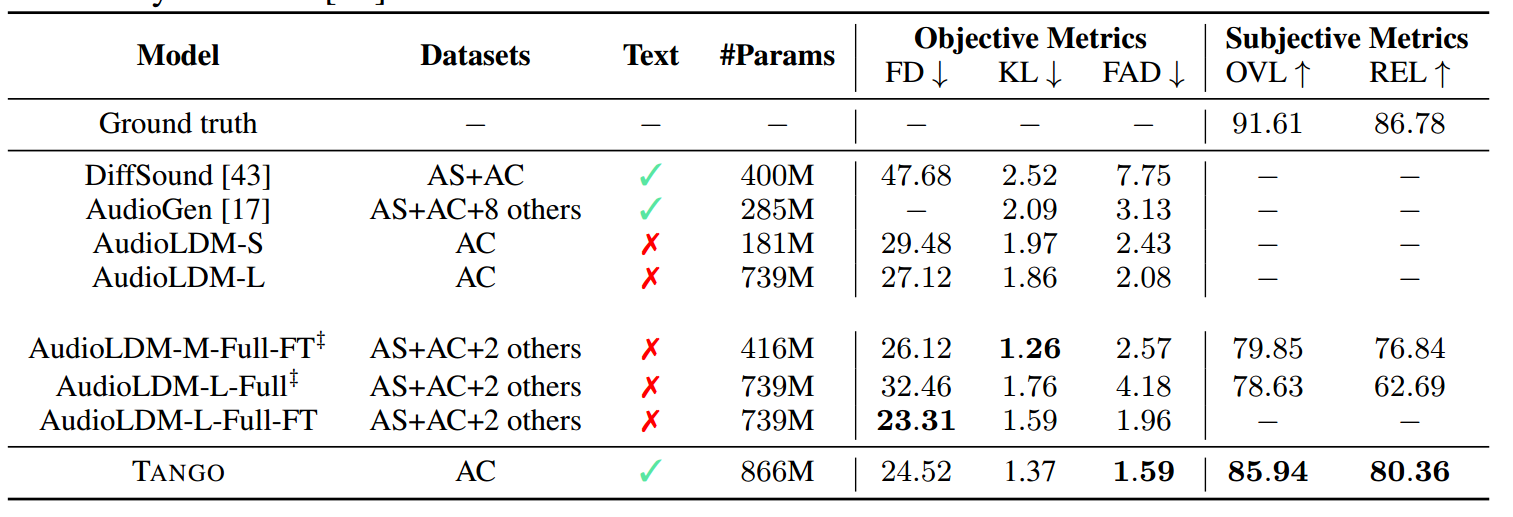 Model Datasets Text #Params Objective Metrics Subjective Metrics
FD ↓ KL ↓ FAD ↓ OVL ↑ REL ↑
Ground truth − − − − − − 91.61 86.78
DiffSound [43] AS+AC ✓ 400M 47.68 2.52 7.75 − −
AudioGen [17] AS+AC+8 others ✓ 285M − 2.09 3.13 − −
AudioLDM-S AC ✗ 181M 29.48 1.97 2.43 − −
AudioLDM-L AC ✗ 739M 27.12 1.86 2.08 − −
AudioLDM-M-Full-FT‡ AS+AC+2 others ✗ 416M 26.12 1.26 2.57 79.85 76.84
AudioLDM-L-Full‡ AS+AC+2 others ✗ 739M 32.46 1.76 4.18 78.63 62.69
AudioLDM-L-Full-FT AS+AC+2 others ✗ 739M 23.31 1.59 1.96 − −
TANGO AC ✓ 866M 24.52 1.37 1.59 85.94 80.36